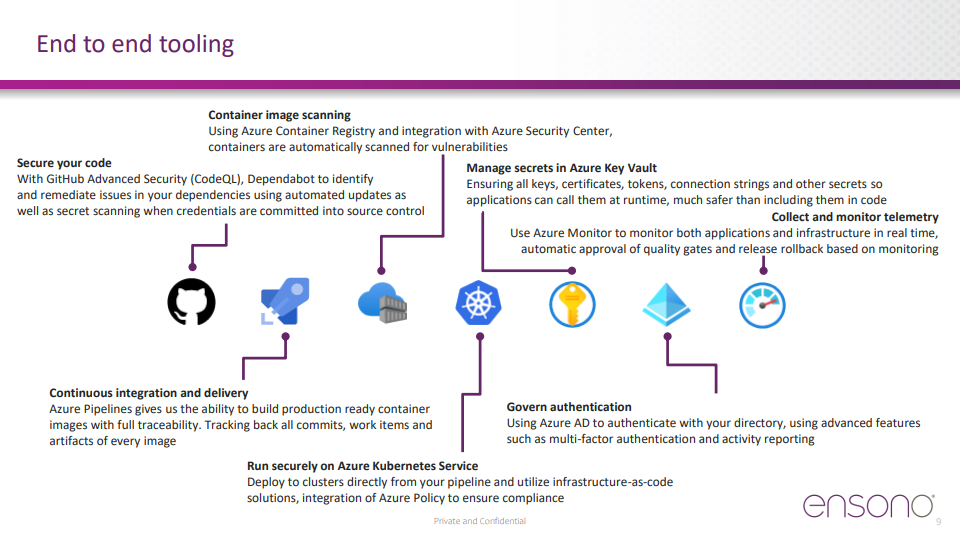 End to end tooling
Container image scanning
Using Azure Container Registry and integration with Azure Security Center,
containers are automatically scanned for vulnerabilities
Secure your code
With GitHub Advanced Security (CodeQL), Dependabot to identify
and remediate issues in your dependencies using automated updates as
well as secret scanning when credentials are committed into source control
Manage secrets in Azure Key Vault
Ensuring all keys, certificates, tokens, connection strings and other secrets so
applications can call them at runtime, much safer than including them in code
Collect and monitor telemetry
Use Azure Monitor to monitor both applications and infrastructure in real time,
automatic approval of quality gates and release rollback based on monitoring
Continuous integration and delivery
Azure Pipelines gives us the ability to build production ready container
images with full traceability. Tracking back all commits, work items and
artifacts of every image
Govern authentication
Using Azure AD to authenticate with your directory, using advanced features
such as multi-factor authentication and activity reporting
Run securely on Azure Kubernetes Service
Deploy to clusters directly from your pipeline and utilize infrastructure-as-code
solutions, integration of Azure Policy to ensure compliance
ensono
Private and Confidential
9